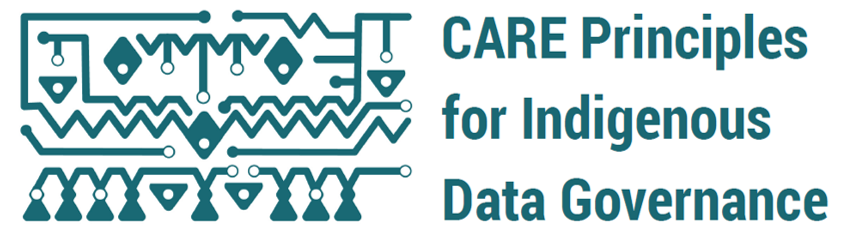 CARE Principles
for Indigenous
Data Governance